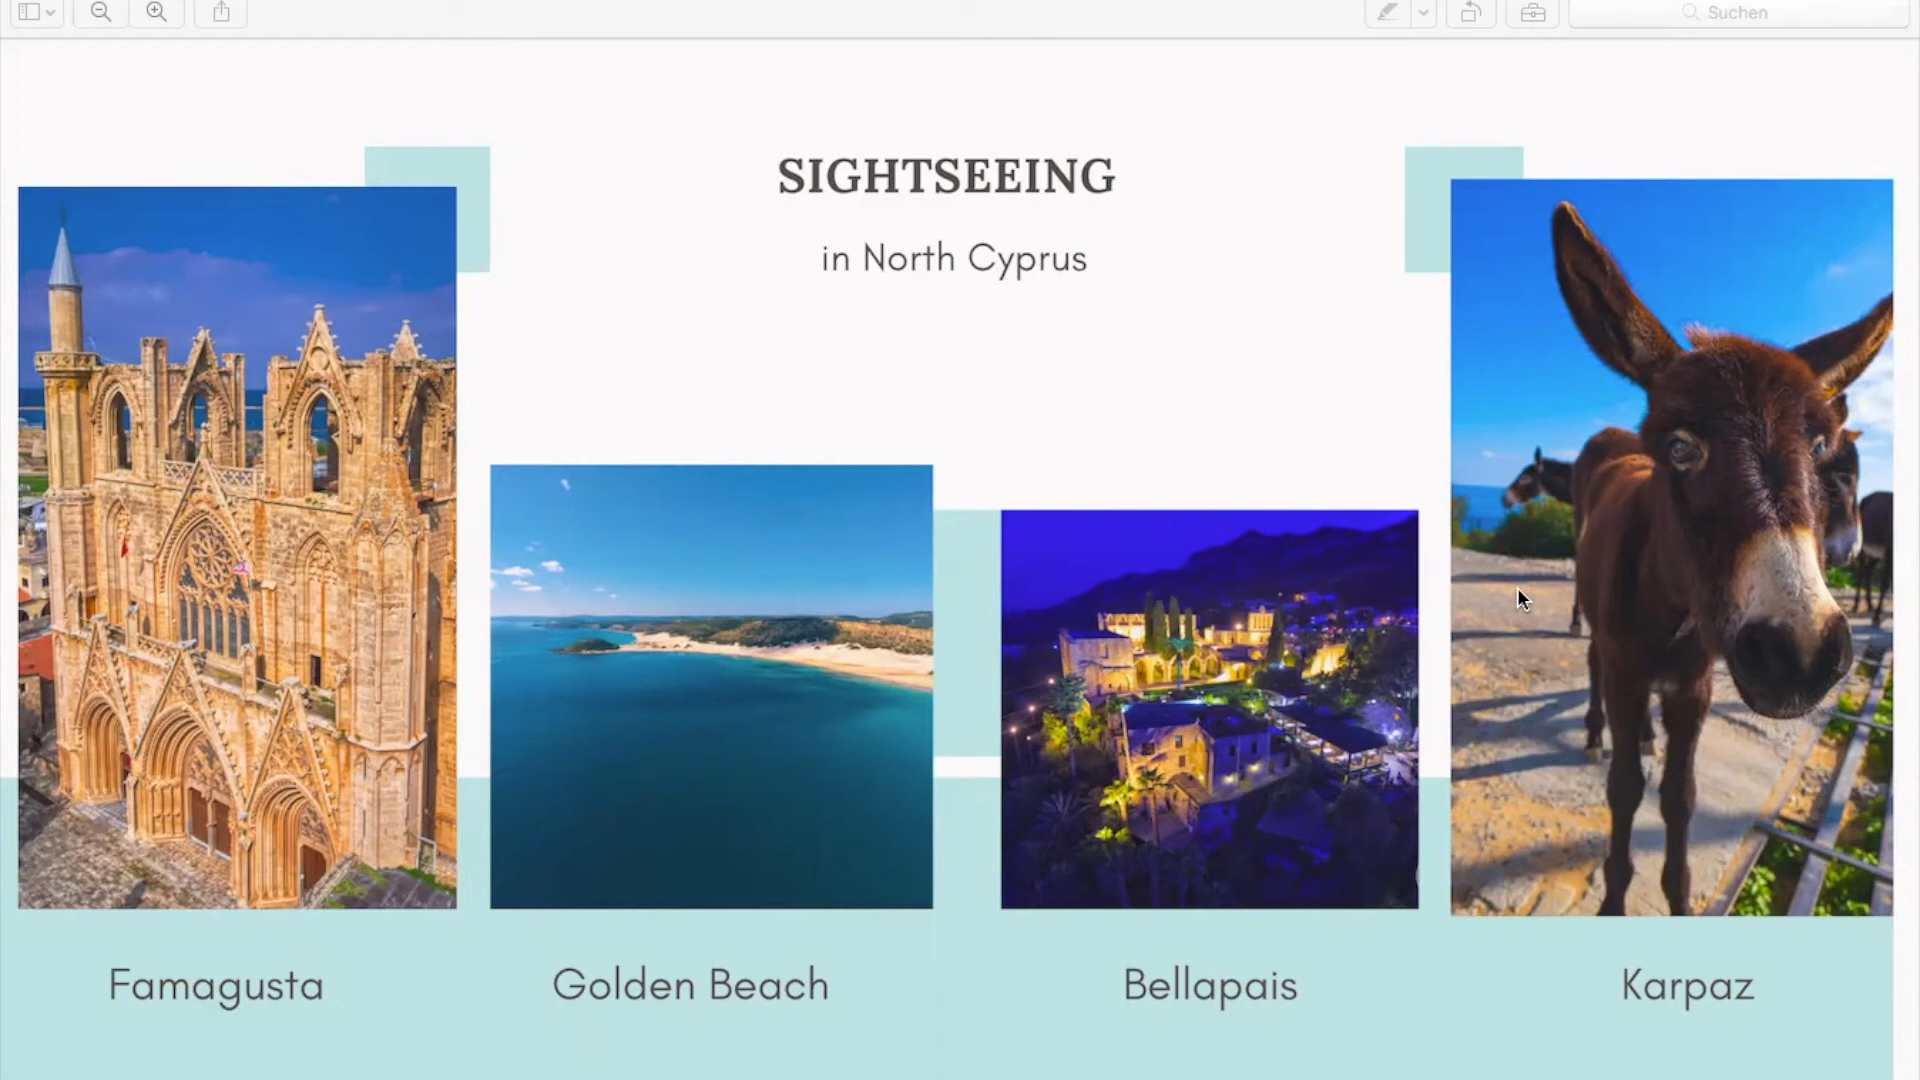 Suchen
SIGHTSEEING
in North Cyprus
Famagusta
Golden Beach
Bellapais
Karpaz